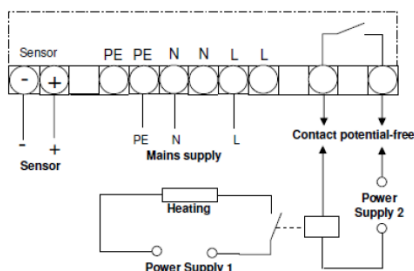 Sensor PE PE N N L L
- +
PE N L
- + Mains supply Contact potential-free
Sensor
Heating
Power
Supply 2
Power Supply 1